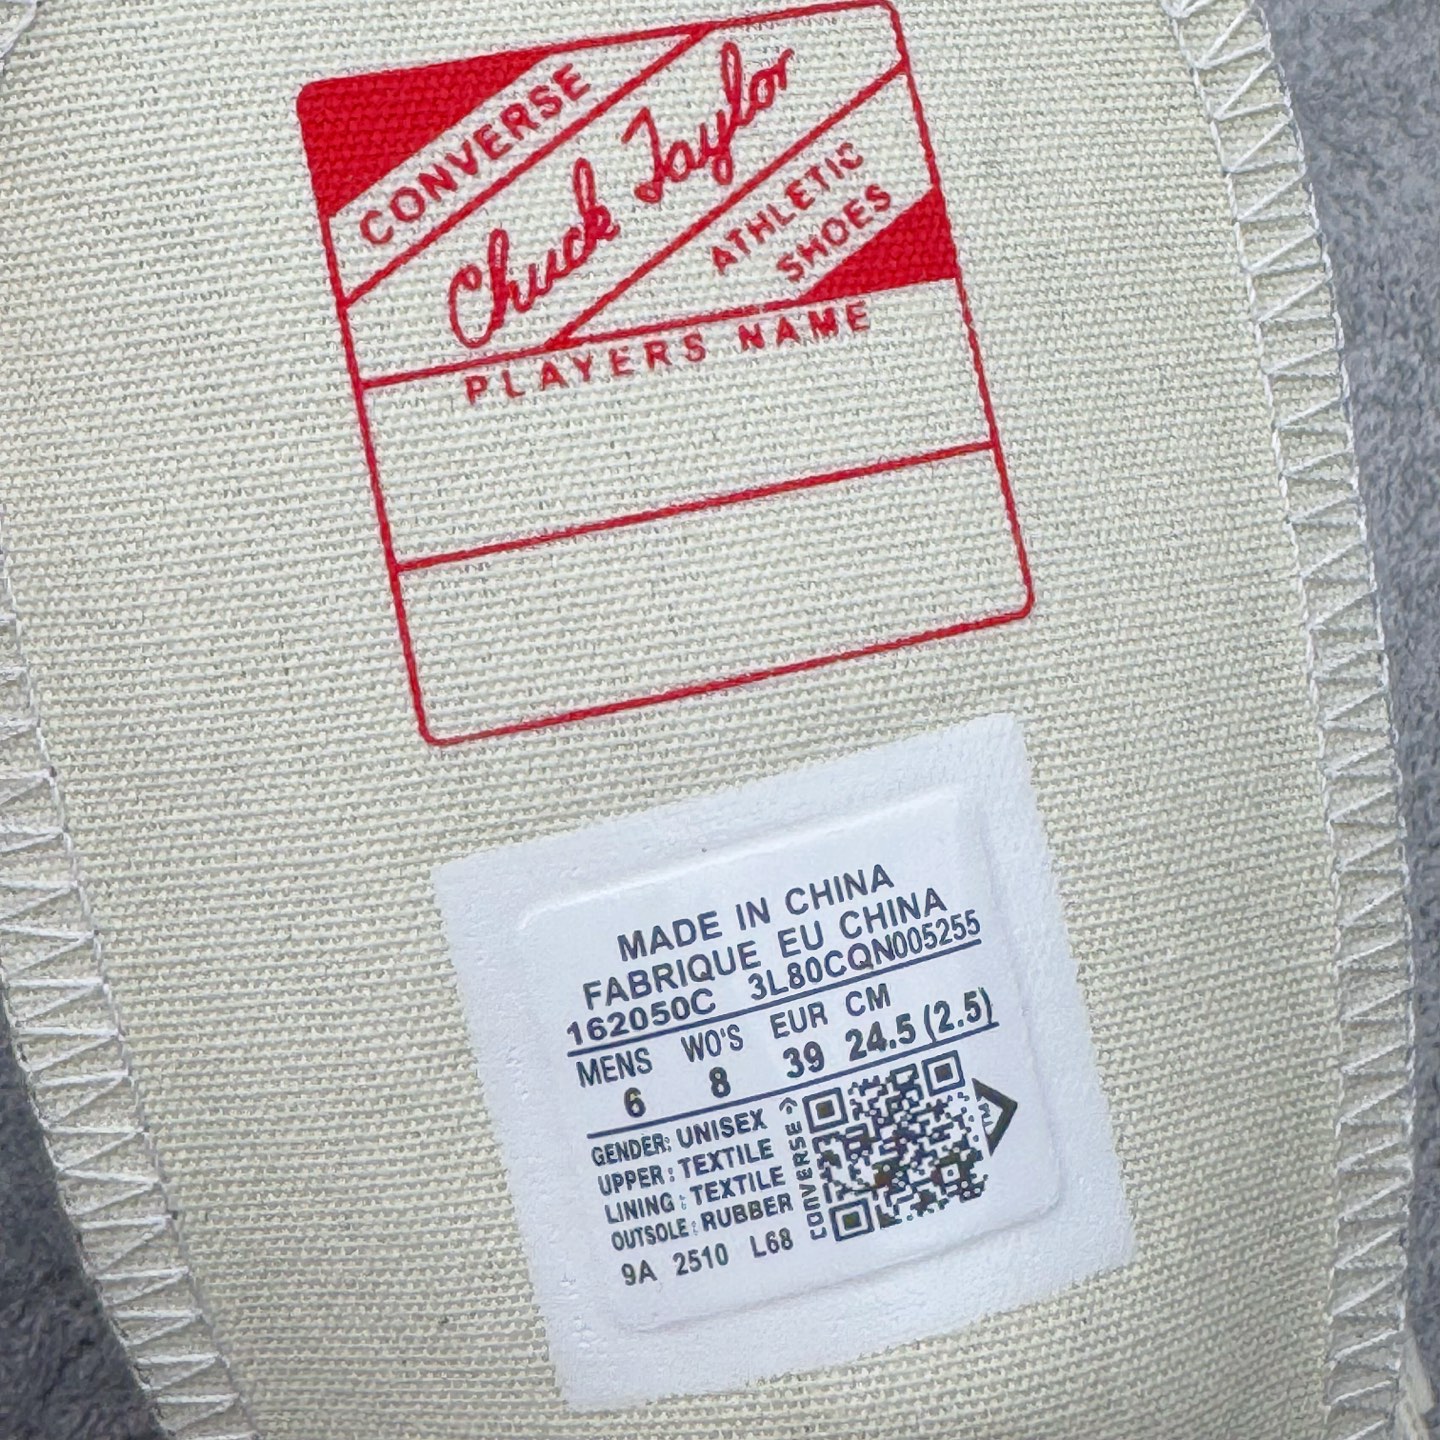 CONVERSE
Chuck Taylor
ATHLETIC
SHOES
PLAYERS NAME
MADE IN CHINA
FABRIQUE EU CHINA
162050C 3L80CQN005255
MENS WO'S EUR CM
6 8 39 24.5 (2.5)
GENDER: UNISEX
UPPER: TEXTILE
LINING: TEXTILE
OUTSOLE: RUBBER
9A 2510 L68
CONVERSE
TM